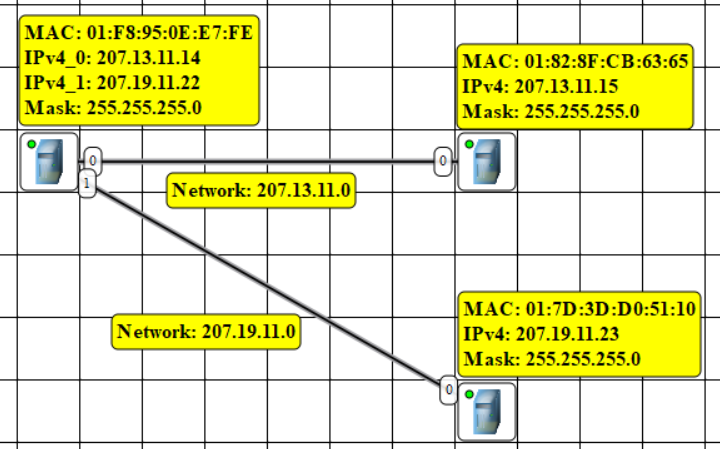 MAC: 01:F8:95:0E:E7:FE
IPv4_0: 207.13.11.14
IPv4_1: 207.19.11.22
Mask: 255.255.255.0
MAC: 01:82:8F:CB:63:65
IPv4: 207.13.11.15
Mask: 255.255.255.0
0
0
1
Network: 207.13.11.0
MAC: 01:7D:3D:D0:51:10
IPv4: 207.19.11.23
Mask: 255.255.255.0
Network: 207.19.11.0
0